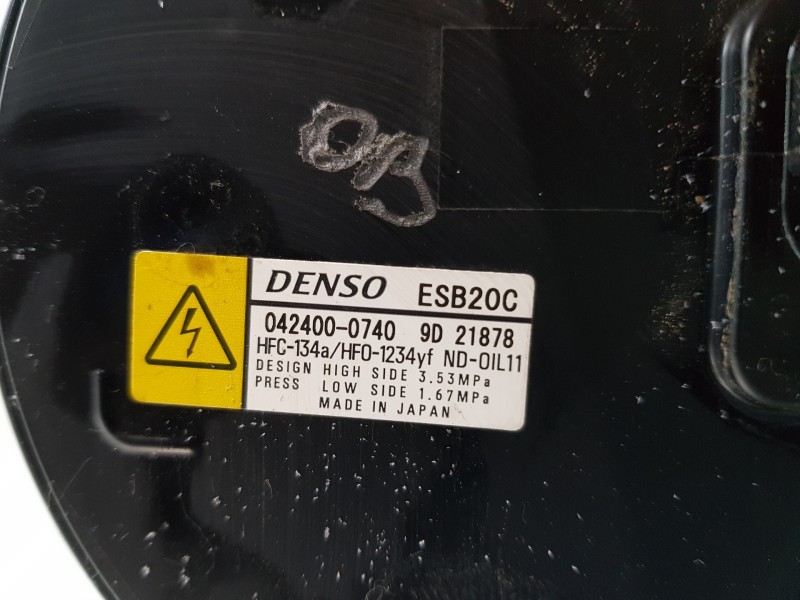 DENSO ESB20C
042400-0740 9D 21878
HFC-134a/HFO-1234yf ND-OIL11
DESIGN HIGH SIDE 3.53MPa
PRESS LOW SIDE 1.67MPa
MADE IN JAPAN